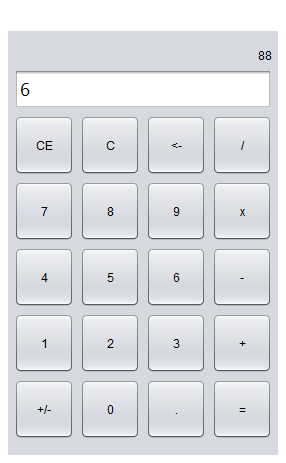 88
6
CE C <- /
7 8 9 x
4 5 6 -
1 2 3 +
+/- 0 . =